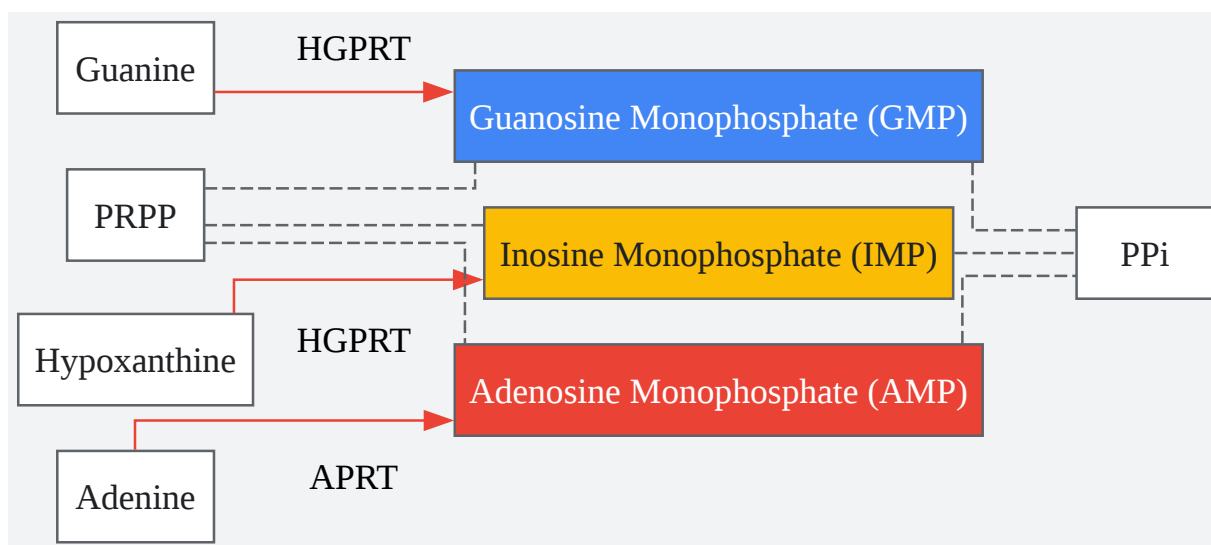 Guanine
HGPRT
Guanosine Monophosphate (GMP)
PRPP
Inosine Monophosphate (IMP)
PPi
Hypoxanthine
HGPRT
Adenosine Monophosphate (AMP)
APRT
Adenine